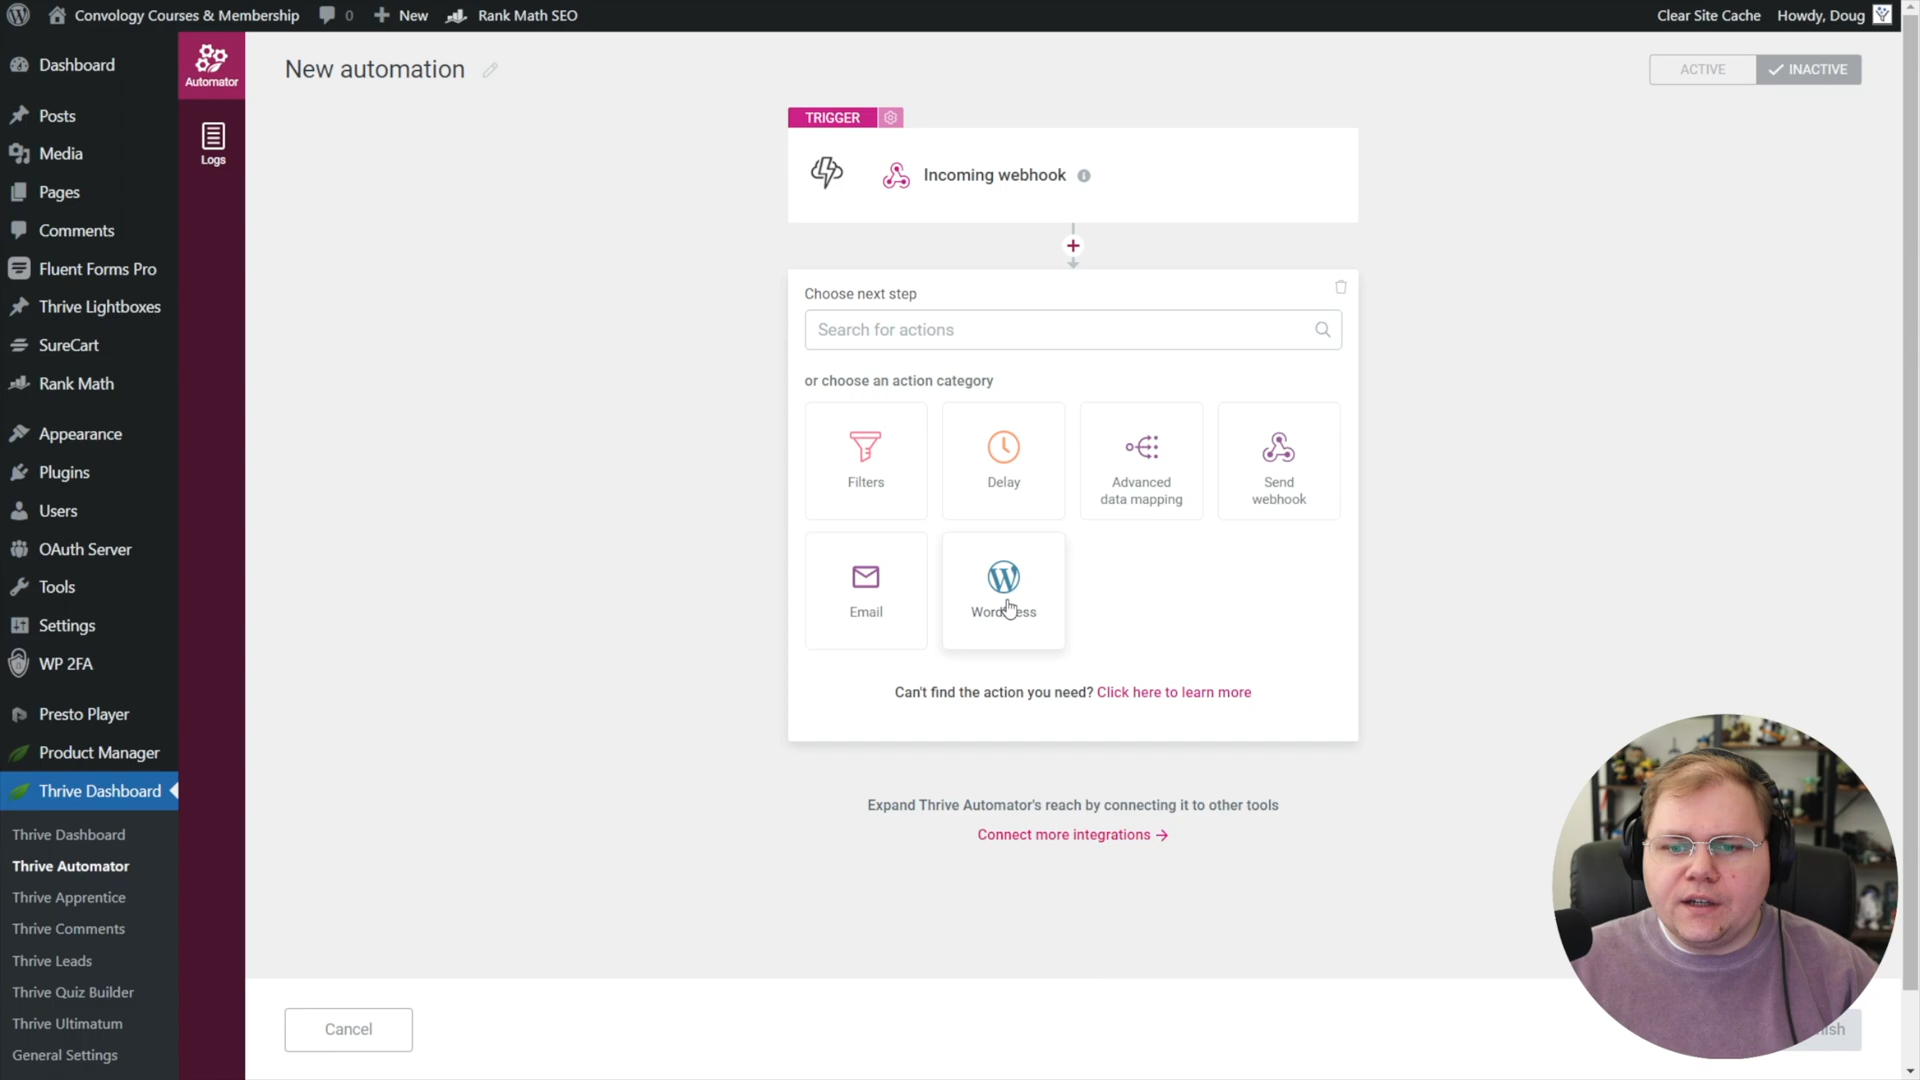 Convology Courses & Membership
0
New
Rank Math SEO
Clear Site Cache
Howdy, Doug
Dashboard
Posts
Media
Pages
Comments
Fluent Forms Pro
Thrive Lightboxes
SureCart
Rank Math
Appearance
Plugins
Users
OAuth Server
Tools
Settings
WP 2FA
Presto Player
Product Manager
Thrive Dashboard
Thrive Dashboard
Thrive Automator
Thrive Apprentice
Thrive Comments
Thrive Leads
Thrive Quiz Builder
Thrive Ultimatum
General Settings
Automator
Logs
New automation
ACTIVE
INACTIVE
TRIGGER
Incoming webhook
Choose next step
Search for actions
or choose an action category
Filters
Delay
Advanced
data mapping
Send
webhook
Email
WordPress
Can't find the action you need? Click here to learn more
Expand Thrive Automator's reach by connecting it to other tools
Connect more integrations →
Cancel